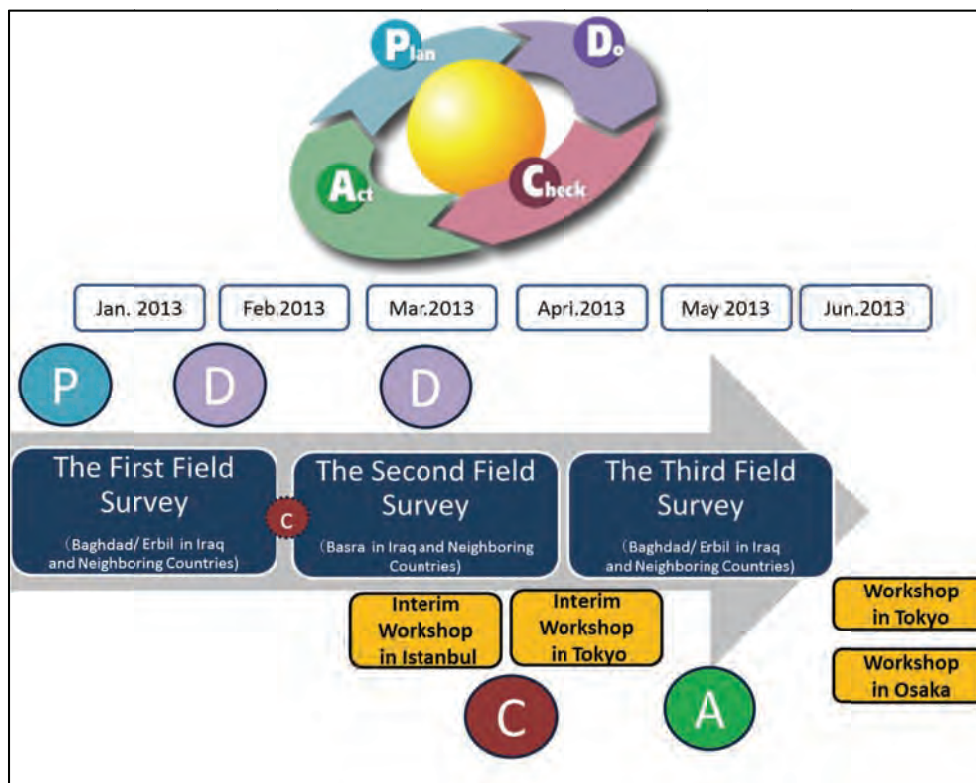 Plan
Do
Act
Check
Jan. 2013
Feb.2013
Mar.2013
April.2013
May 2013
Jun.2013
P
D
D
The First Field
Survey
(Baghdad/ Erbil in Iraq
and Neighboring Countries)
C
The Second Field
Survey
(Basra in Iraq and Neighboring
Countries)
The Third Field
Survey
(Baghdad/ Erbil in Iraq
and Neighboring Countries)
Interim
Workshop
in Istanbul
Interim
Workshop
in Tokyo
Workshop
in Tokyo
Workshop
in Osaka
C
A